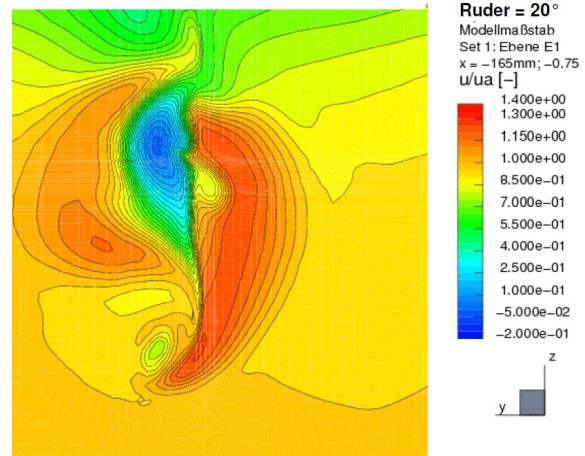 Ruder = 20°
Modellmaßstab
Set 1: Ebene E1
x = −165mm; −0.75
u/ua [−]
1.400e+00
1.300e+00
1.150e+00
1.000e+00
8.500e−01
7.000e−01
5.500e−01
4.000e−01
2.500e−01
1.000e−01
−5.000e−02
−2.000e−01
z
y